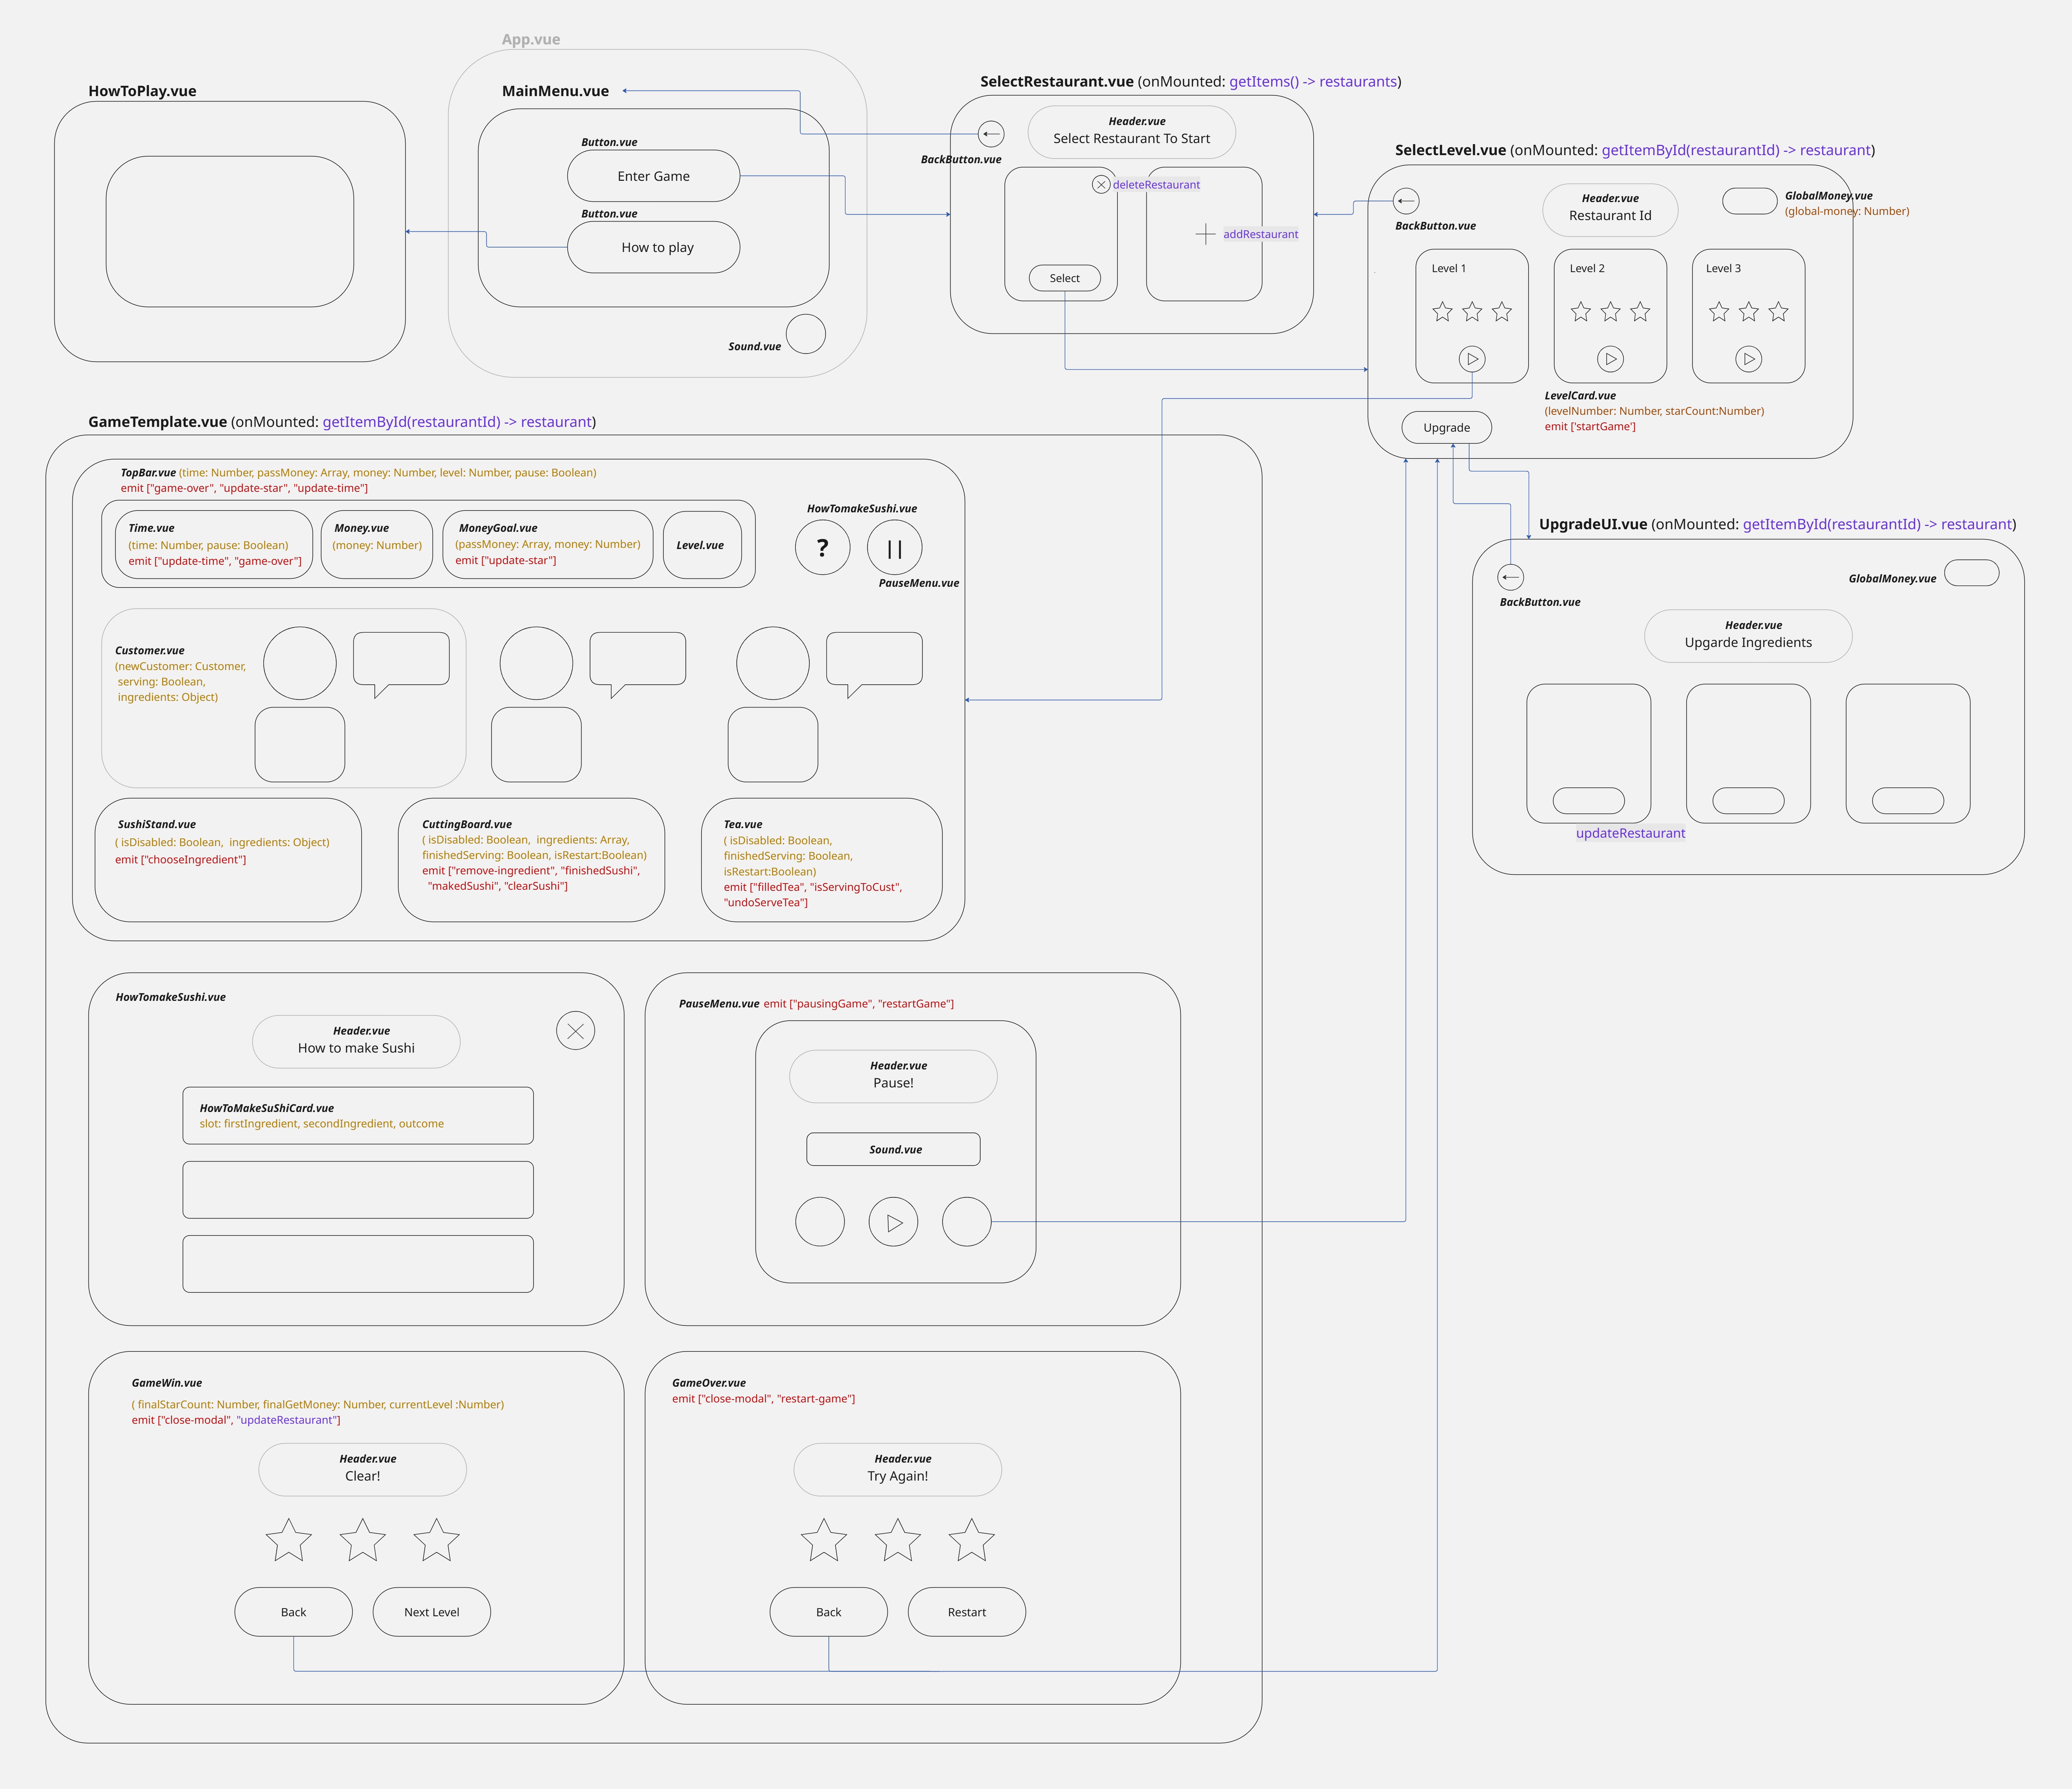 App.vue
HowToPlay.vue
MainMenu.vue
Button.vue
Enter Game
Button.vue
How to play
Sound.vue
SelectRestaurant.vue (onMounted: getItems() -> restaurants)
Header.vue
Select Restaurant To Start
BackButton.vue
deleteRestaurant
addRestaurant
Select
SelectLevel.vue (onMounted: getItemById(restaurantId) -> restaurant)
Header.vue
Restaurant Id
GlobalMoney.vue
(global-money: Number)
BackButton.vue
Level 1
Level 2
Level 3
LevelCard.vue
(levelNumber: Number, starCount:Number)
emit ['startGame']
Upgrade
GameTemplate.vue (onMounted: getItemById(restaurantId) -> restaurant)
TopBar.vue (time: Number, passMoney: Array, money: Number, level: Number, pause: Boolean)
emit ["game-over", "update-star", "update-time"]
Time.vue
(time: Number, pause: Boolean)
emit ["update-time", "game-over"]
Money.vue
(money: Number)
MoneyGoal.vue
(passMoney: Array, money: Number)
emit ["update-star"]
Level.vue
HowTomakeSushi.vue
?
||
PauseMenu.vue
Customer.vue
(newCustomer: Customer,
serving: Boolean,
ingredients: Object)
SushiStand.vue
( isDisabled: Boolean,  ingredients: Object)
emit ["chooseIngredient"]
CuttingBoard.vue
( isDisabled: Boolean,  ingredients: Array,
finishedServing: Boolean, isRestart:Boolean)
emit ["remove-ingredient", "finishedSushi",
"makedSushi", "clearSushi"]
Tea.vue
( isDisabled: Boolean,
finishedServing: Boolean,
isRestart:Boolean)
emit ["filledTea", "isServingToCust",
"undoServeTea"]
UpgradeUI.vue (onMounted: getItemById(restaurantId) -> restaurant)
GlobalMoney.vue
BackButton.vue
Header.vue
Upgarde Ingredients
updateRestaurant
HowTomakeSushi.vue
Header.vue
How to make Sushi
HowToMakeSuShiCard.vue
slot: firstIngredient, secondIngredient, outcome
PauseMenu.vue emit ["pausingGame", "restartGame"]
Header.vue
Pause!
Sound.vue
GameWin.vue
( finalStarCount: Number, finalGetMoney: Number, currentLevel :Number)
emit ["close-modal", "updateRestaurant"]
Header.vue
Clear!
Back
Next Level
GameOver.vue
emit ["close-modal", "restart-game"]
Header.vue
Try Again!
Back
Restart